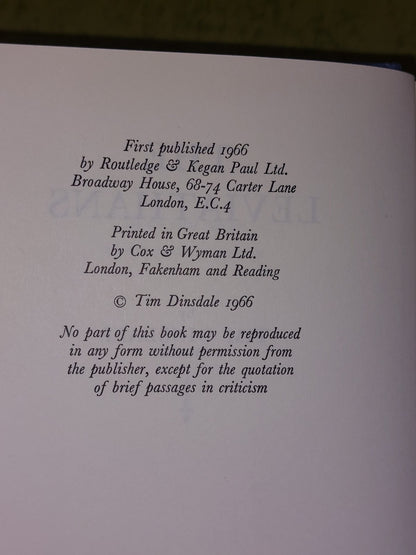 First published 1966
by Routledge & Kegan Paul Ltd.
Broadway House, 68-74 Carter Lane
London, E.C.4
Printed in Great Britain
by Cox & Wyman Ltd.
London, Fakenham and Reading
© Tim Dinsdale 1966
No part of this book may be reproduced
in any form without permission from
the publisher, except for the quotation
of brief passages in criticism